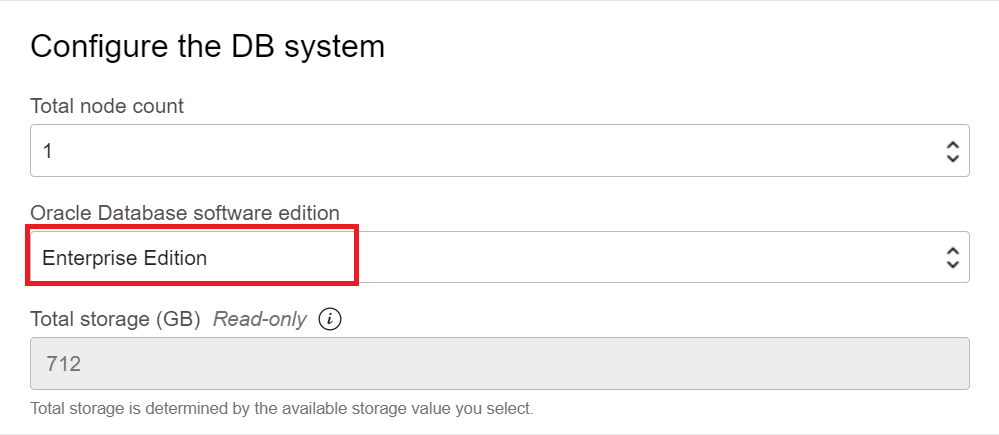 Configure the DB system
Total node count
1
Oracle Database software edition
Enterprise Edition
Total storage (GB) Read-only i
712
Total storage is determined by the available storage value you select.